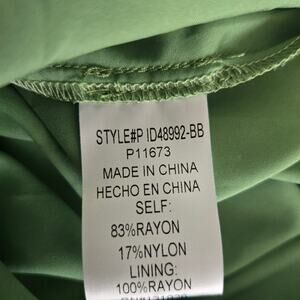 STYLE#P ID48992-BB
P11673
MADE IN CHINA
HECHO EN CHINA
SELF:
83%RAYON
17%NYLON
LINING:
100%RAYON